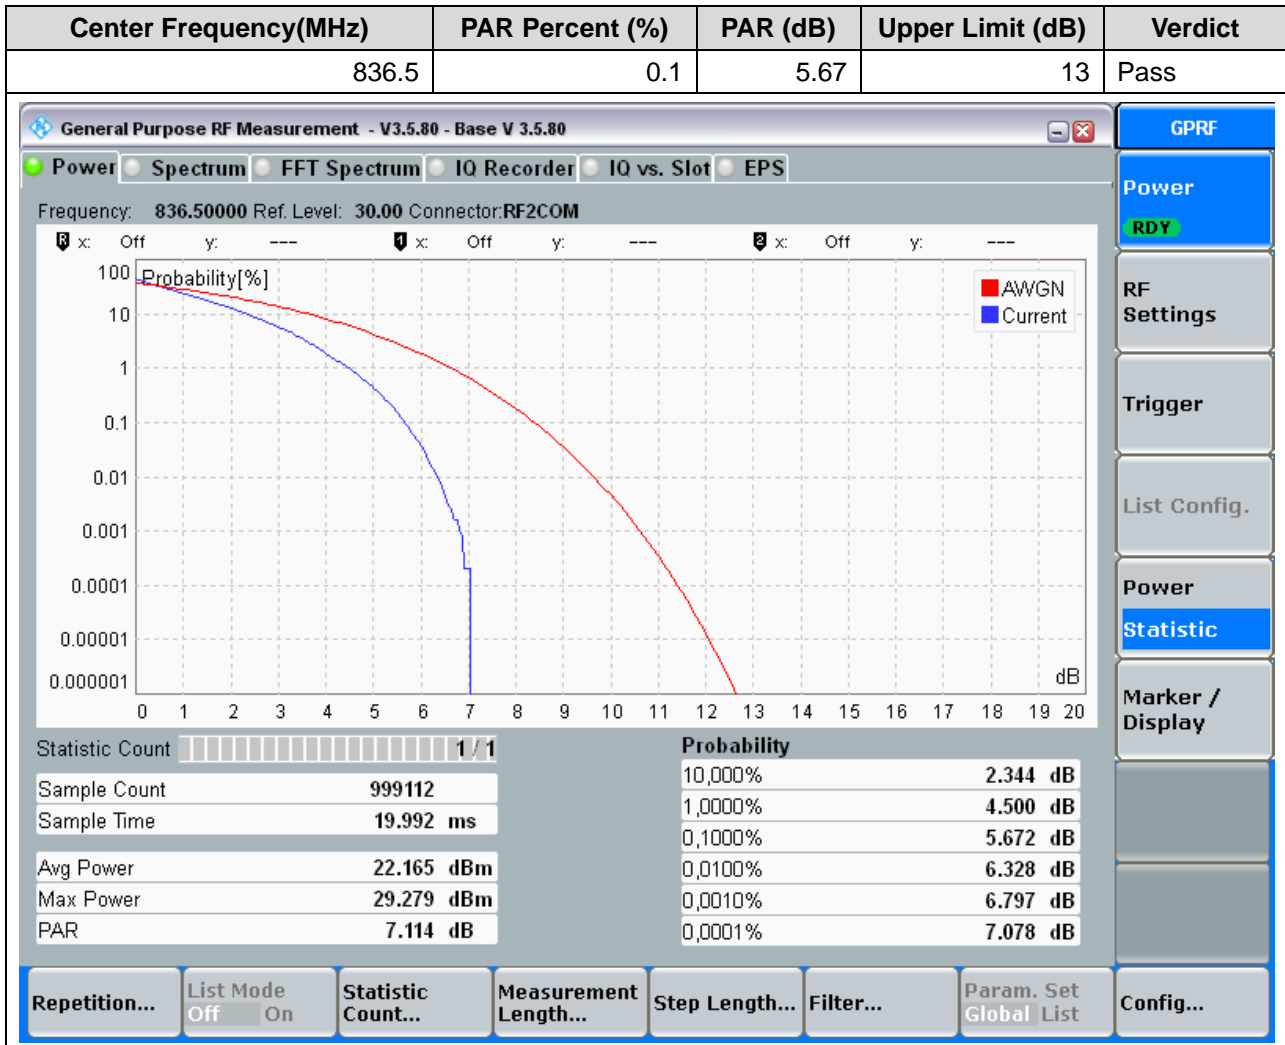 Center Frequency(MHz) PAR Percent (%) PAR (dB) Upper Limit (dB) Verdict
836.5 0.1 5.67 13 Pass
General Purpose RF Measurement - V3.5.80 - Base V 3.5.80
GPRF
Power Spectrum FFT Spectrum IQ Recorder IQ vs. Slot EPS
Frequency: 836.50000 Ref. Level: 30.00 Connector:RF2COM
R x: Off y: --- 1 x: Off y: --- 2 x: Off y: ---
Probability[%]
AWGN
Current
100
10
1
0.1
0.01
0.001
0.0001
0.00001
0.000001
dB
0 1 2 3 4 5 6 7 8 9 10 11 12 13 14 15 16 17 18 19 20
Statistic Count 1 / 1
Sample Count 999112
Sample Time 19.992 ms
Avg Power 22.165 dBm
Max Power 29.279 dBm
PAR 7.114 dB
Probability
10,000% 2.344 dB
1,0000% 4.500 dB
0,1000% 5.672 dB
0,0100% 6.328 dB
0,0010% 6.797 dB
0,0001% 7.078 dB
Power
RDY
RF
Settings
Trigger
List Config.
Power
Statistic
Marker /
Display
Repetition...
List Mode
Off On
Statistic
Count...
Measurement
Length...
Step Length...
Filter...
Param. Set
Global List
Config...